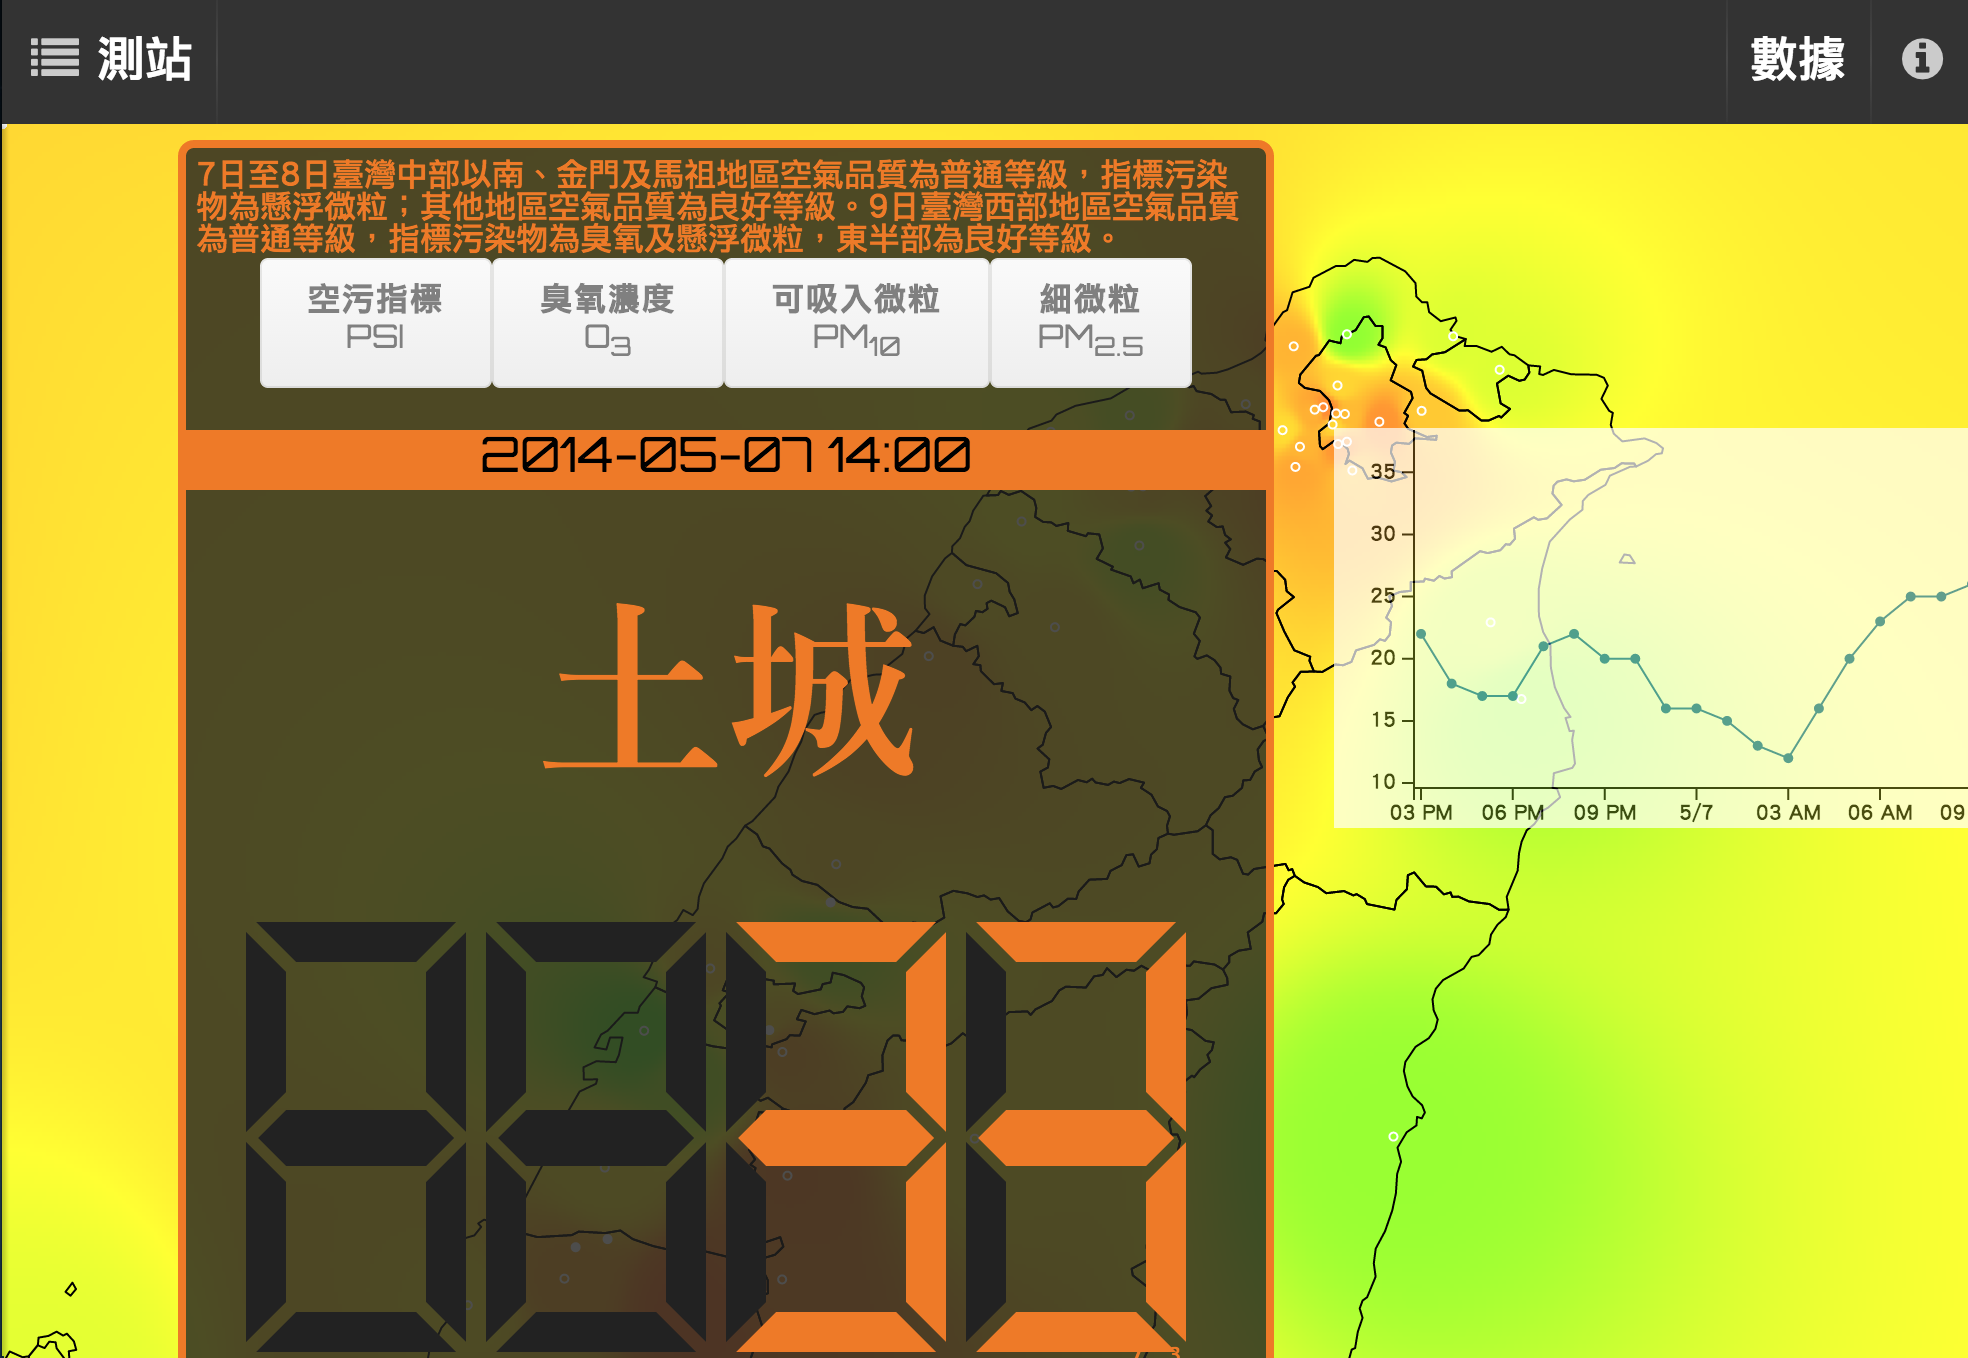 測站
數據
7日至8日臺灣中部以南、金門及馬祖地區空氣品質為普通等級，指標污染
物為懸浮微粒；其他地區空氣品質為良好等級。9日臺灣西部地區空氣品質
為普通等級，指標污染物為臭氧及懸浮微粒，東半部為良好等級。
空污指標 臭氧濃度 可吸入微粒 細微粒
PSI O3 PM10 PM2.5
2014-05-07 14:00
土城
33
35
30
25
20
15
10
03 PM 06 PM 09 PM 5/7 03 AM 06 AM 09